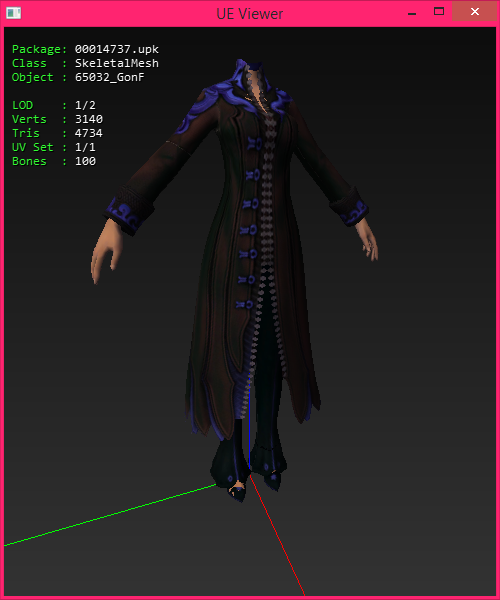 UE Viewer
Package: 00014737.upk
Class : SkeletalMesh
Object : 65032_GonF
LOD : 1/2
Verts : 3140
Tris : 4734
UV Set : 1/1
Bones : 100